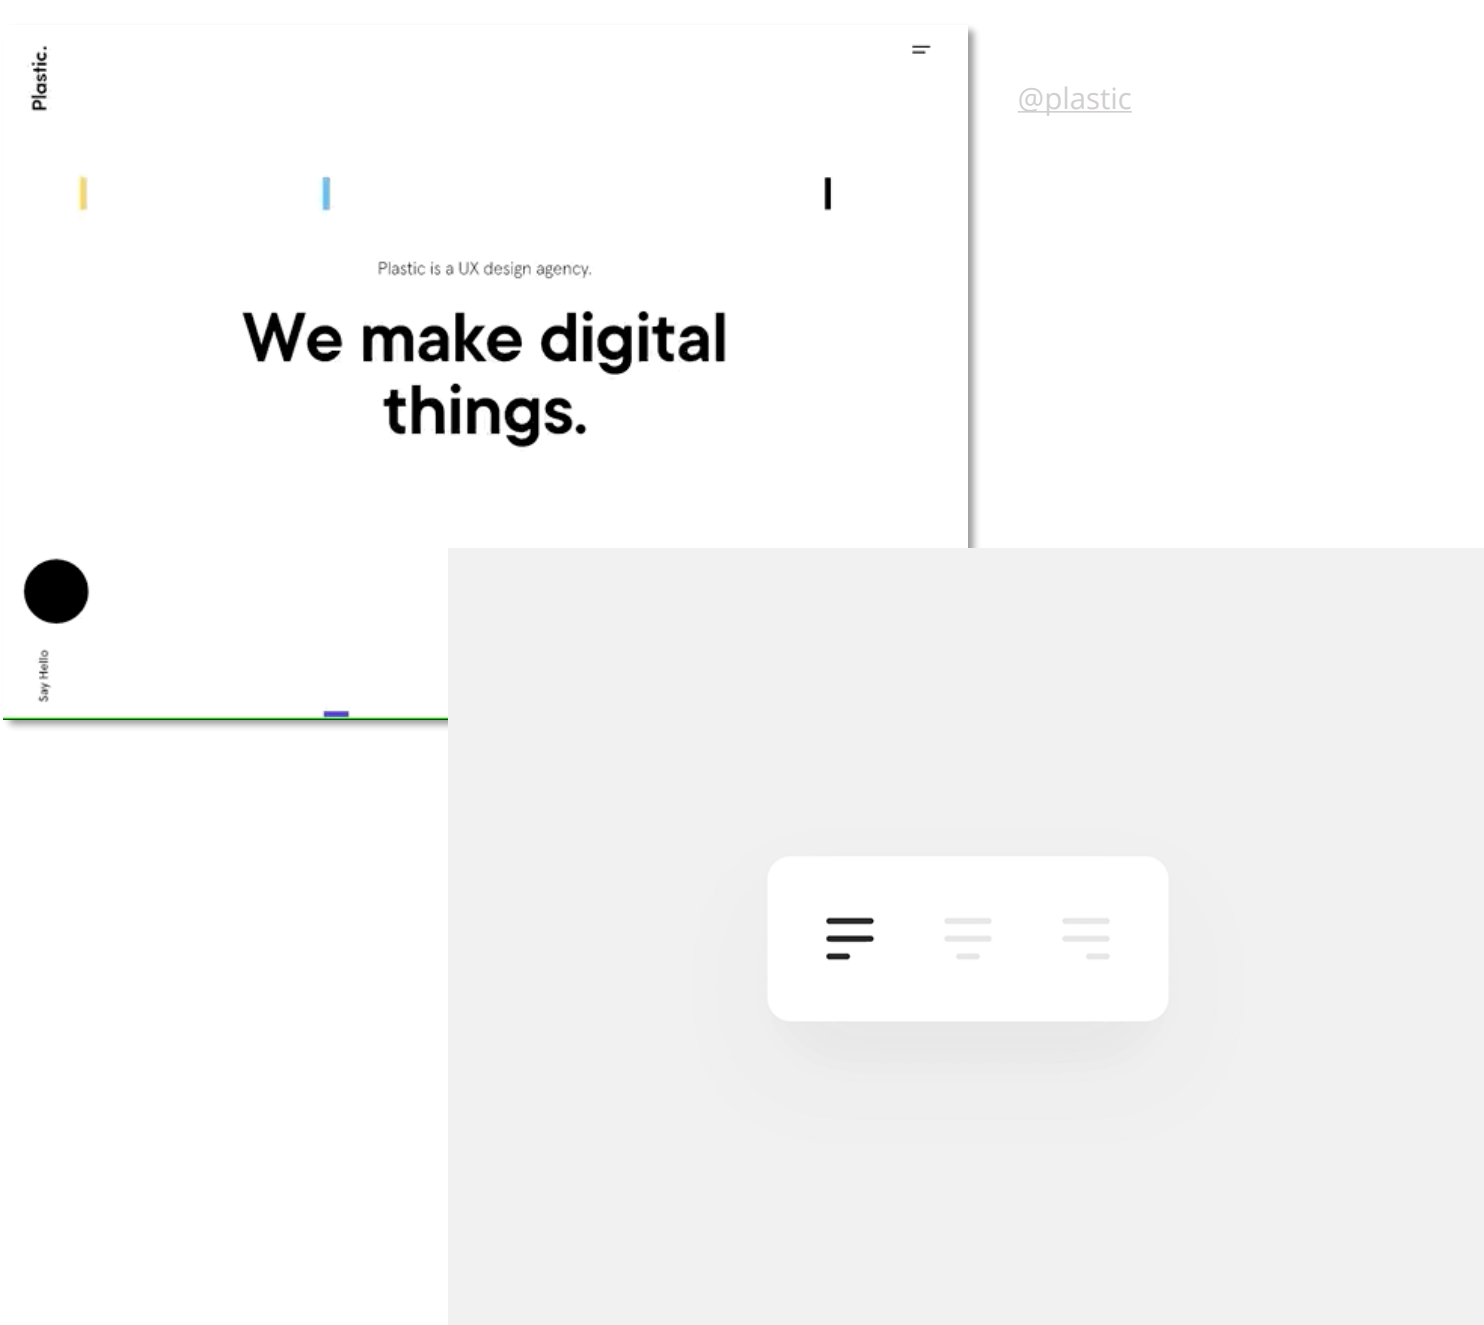 Plastic.
@plastic
Plastic is a UX design agency.
We make digital
things.
Say Hello